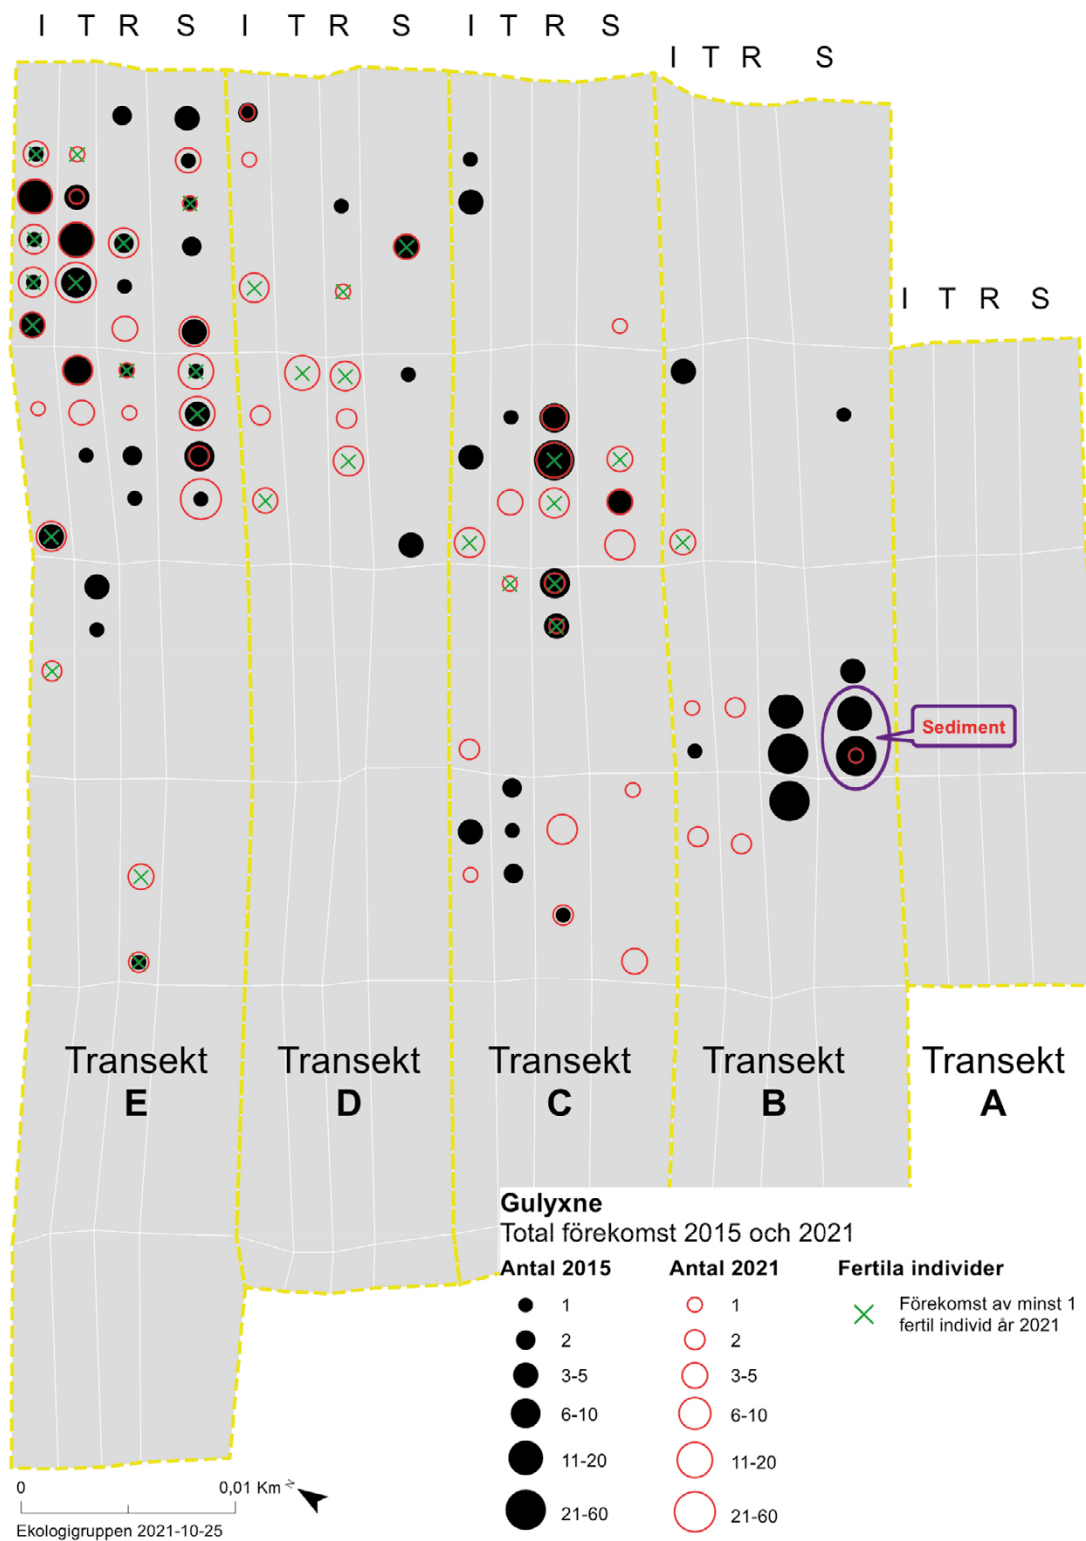 I T R S I T R S I T R S
I T R S
I T R S
Sediment
Transekt
E
Transekt
D
Transekt
C
Transekt
B
Transekt
A
Gulyxne
Total förekomst 2015 och 2021
Antal 2015
1
2
3-5
6-10
11-20
21-60
Antal 2021
1
2
3-5
6-10
11-20
21-60
Fertila individer
Förekomst av minst 1
fertil individ år 2021
0 0,01 Km N
Ekologigruppen 2021-10-25